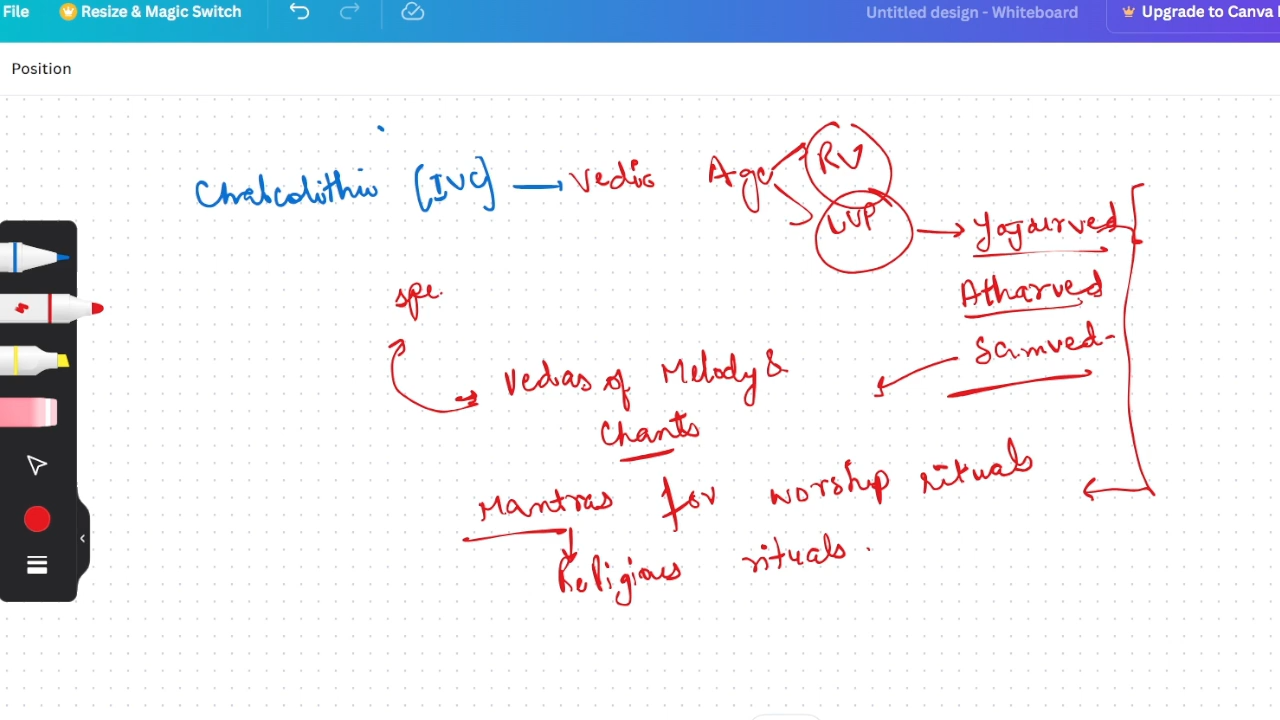 File Resize & Magic Switch Untitled design - Whiteboard Upgrade to Canva
Position
Chalcolithic (IVC) → Vedic Age RV
LVP → Yajaurved
Atharved
Samved-
spe.
Vedas of Melody &
Chants
Mantras for worship rituals
Religious rituals.